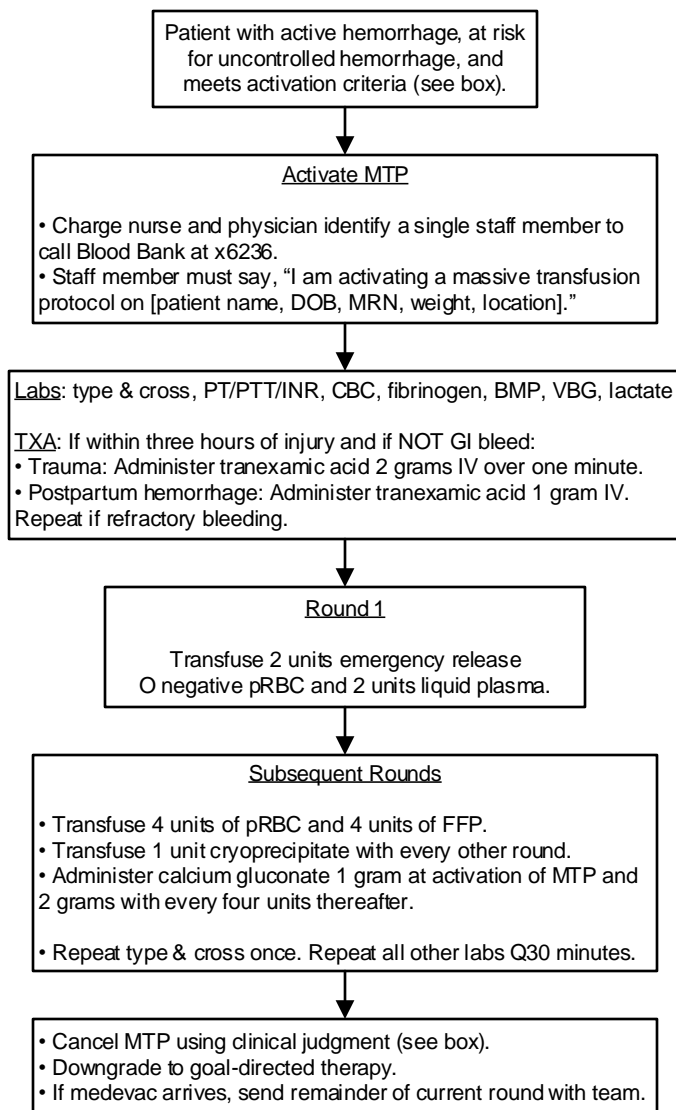 Patient with active hemorrhage, at risk
for uncontrolled hemorrhage, and
meets activation criteria (see box).
Activate MTP
• Charge nurse and physician identify a single staff member to
call Blood Bank at x6236.
• Staff member must say, “I am activating a massive transfusion
protocol on [patient name, DOB, MRN, weight, location].”
Labs: type & cross, PT/PTT/INR, CBC, fibrinogen, BMP, VBG, lactate
TXA: If within three hours of injury and if NOT GI bleed:
• Trauma: Administer tranexamic acid 2 grams IV over one minute.
• Postpartum hemorrhage: Administer tranexamic acid 1 gram IV.
Repeat if refractory bleeding.
Round 1
Transfuse 2 units emergency release
O negative pRBC and 2 units liquid plasma.
Subsequent Rounds
• Transfuse 4 units of pRBC and 4 units of FFP.
• Transfuse 1 unit cryoprecipitate with every other round.
• Administer calcium gluconate 1 gram at activation of MTP and
2 grams with every four units thereafter.
• Repeat type & cross once. Repeat all other labs Q30 minutes.
• Cancel MTP using clinical judgment (see box).
• Downgrade to goal-directed therapy.
• If medevac arrives, send remainder of current round with team.